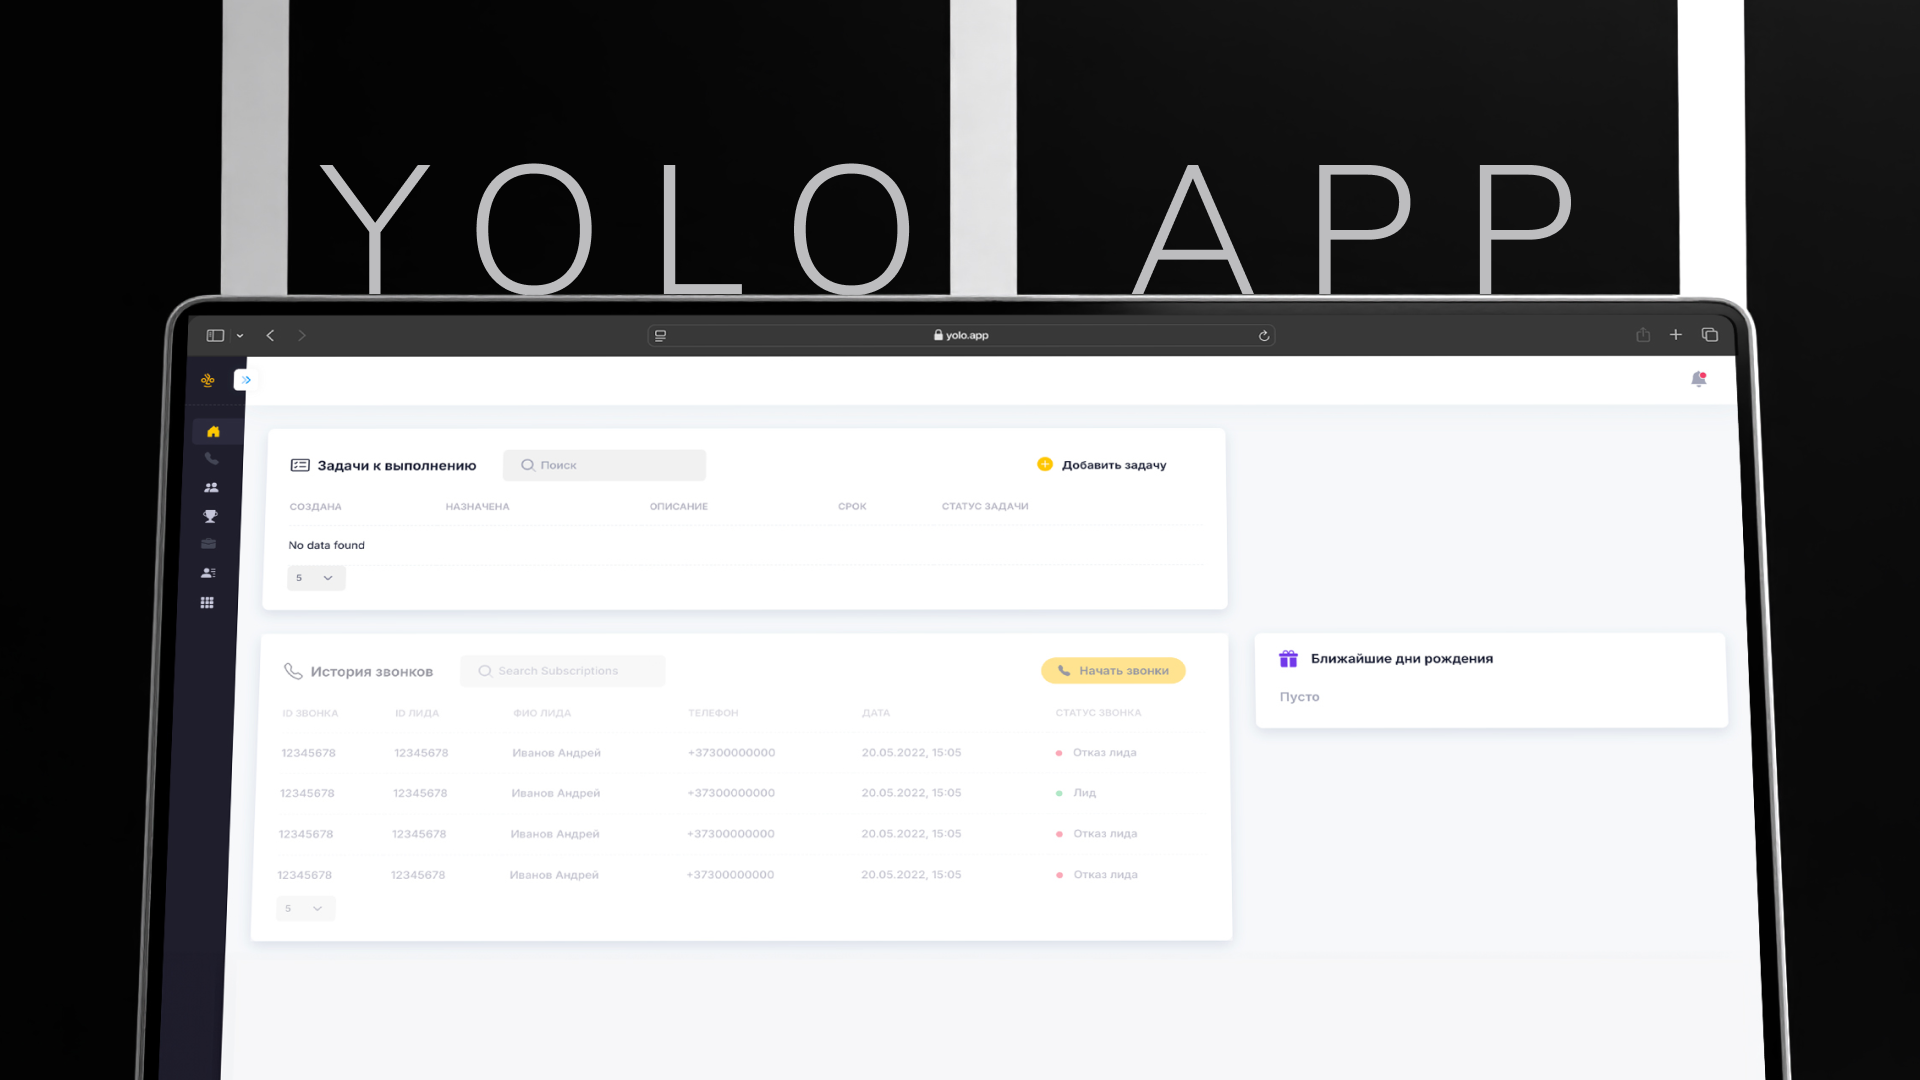 YOLO APP
yolo.app
Задачи к выполнению
Поиск
Добавить задачу
СОЗДАНА НАЗНАЧЕНА ОПИСАНИЕ СРОК СТАТУС ЗАДАЧИ
No data found
5
История звонков
Search Subscriptions
Начать звонки
ID ЗВОНКА ID ЛИДА ФИО ЛИДА ТЕЛЕФОН ДАТА СТАТУС ЗВОНКА
12345678 12345678 Иванов Андрей +37300000000 20.05.2022, 15:05 Отказ лида
12345678 12345678 Иванов Андрей +37300000000 20.05.2022, 15:05 Лид
12345678 12345678 Иванов Андрей +37300000000 20.05.2022, 15:05 Отказ лида
12345678 12345678 Иванов Андрей +37300000000 20.05.2022, 15:05 Отказ лида
5
Ближайшие дни рождения
Пусто